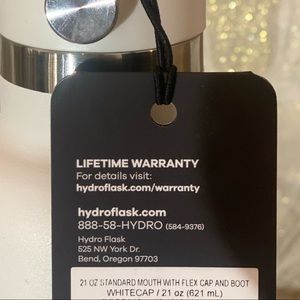 LIFETIME WARRANTY
For details visit:
hydroflask.com/warranty
hydroflask.com
888-58-HYDRO (584-9376)
Hydro Flask
525 NW York Dr.
Bend, Oregon 97703
21 OZ STANDARD MOUTH WITH FLEX CAP AND BOOT
WHITECAP / 21 oz (621 mL)